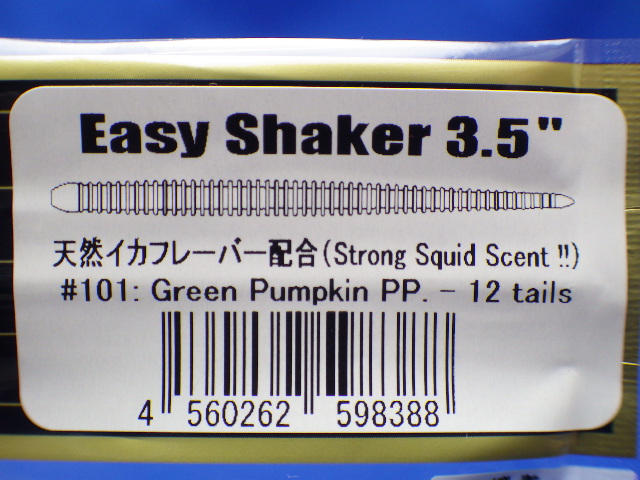 Easy Shaker 3.5"
天然イカフレーバー配合(Strong Squid Scent !!)
#101: Green Pumpkin PP. - 12 tails
4 560262 598388